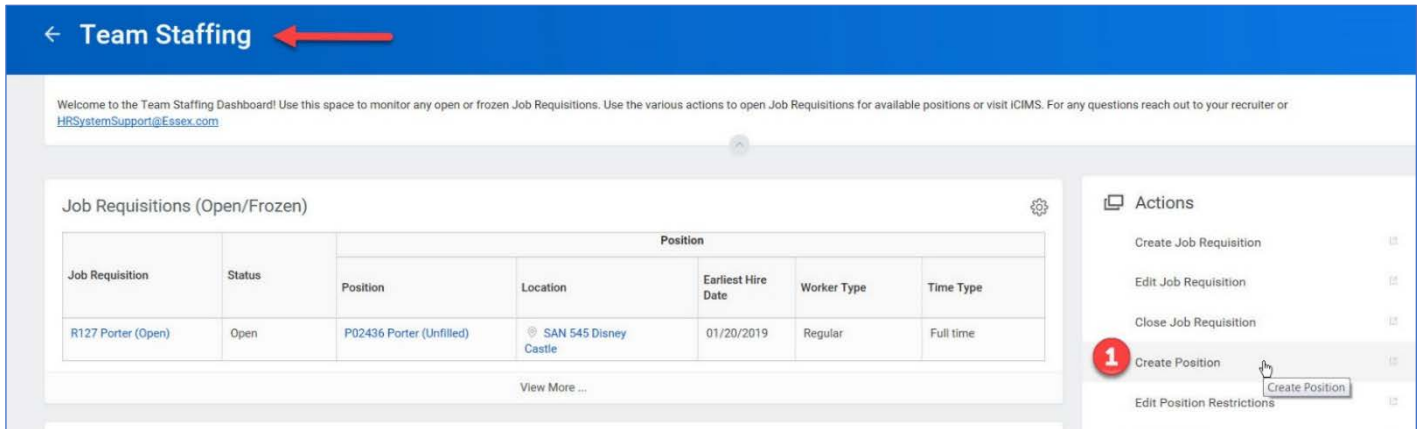 ← Team Staffing
Welcome to the Team Staffing Dashboard! Use this space to monitor any open or frozen Job Requisitions. Use the various actions to open Job Requisitions for available positions or visit iCIMS. For any questions reach out to your recruiter or
HRSystemSupport@Essex.com
Job Requisitions (Open/Frozen)
Position
Job Requisition Status Position Location Earliest Hire Date Worker Type Time Type
R127 Porter (Open) Open P02436 Porter (Unfilled) SAN 545 Disney Castle 01/20/2019 Regular Full time
View More ...
Actions
Create Job Requisition
Edit Job Requisition
Close Job Requisition
1 Create Position
Create Position
Edit Position Restrictions